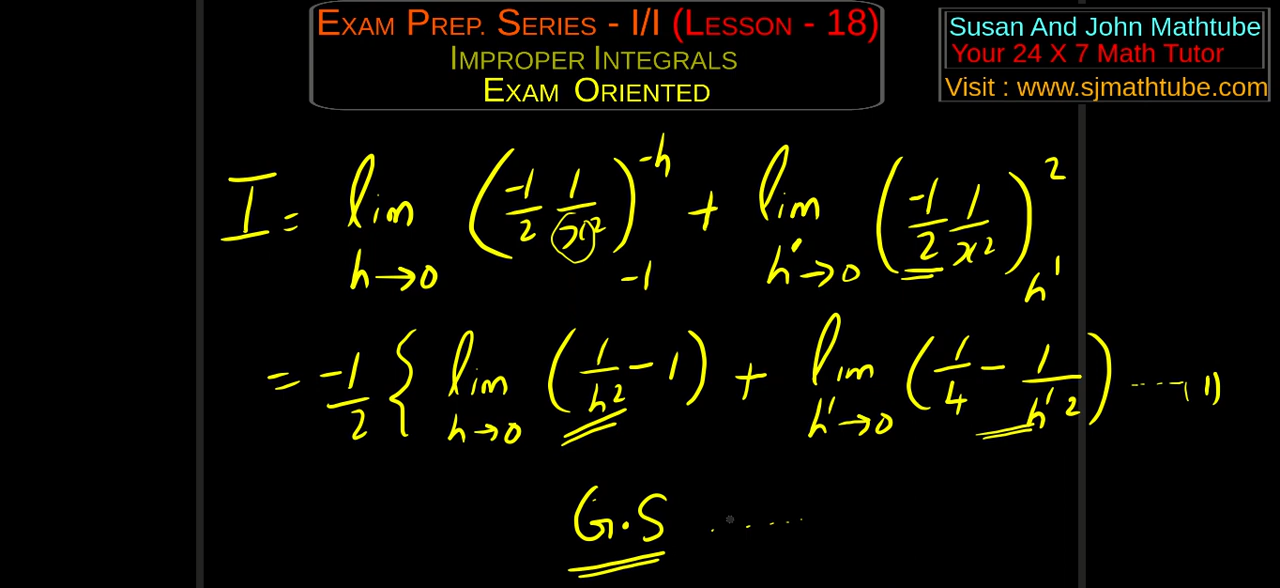 EXAM PREP. SERIES - I/I (LESSON - 18)
IMPROPER INTEGRALS
EXAM ORIENTED
Susan And John Mathtube
Your 24 X 7 Math Tutor
Visit : www.sjmathtube.com
I = lim h→0 (-1/2 1/x²)₋₁⁻ʰ + lim h'→0 (-1/2 1/x²)ₕ'²
= -1/2 { lim h→0 (1/h² - 1) + lim h'→0 (1/4 - 1/h'²) ----(1)
G.S .....